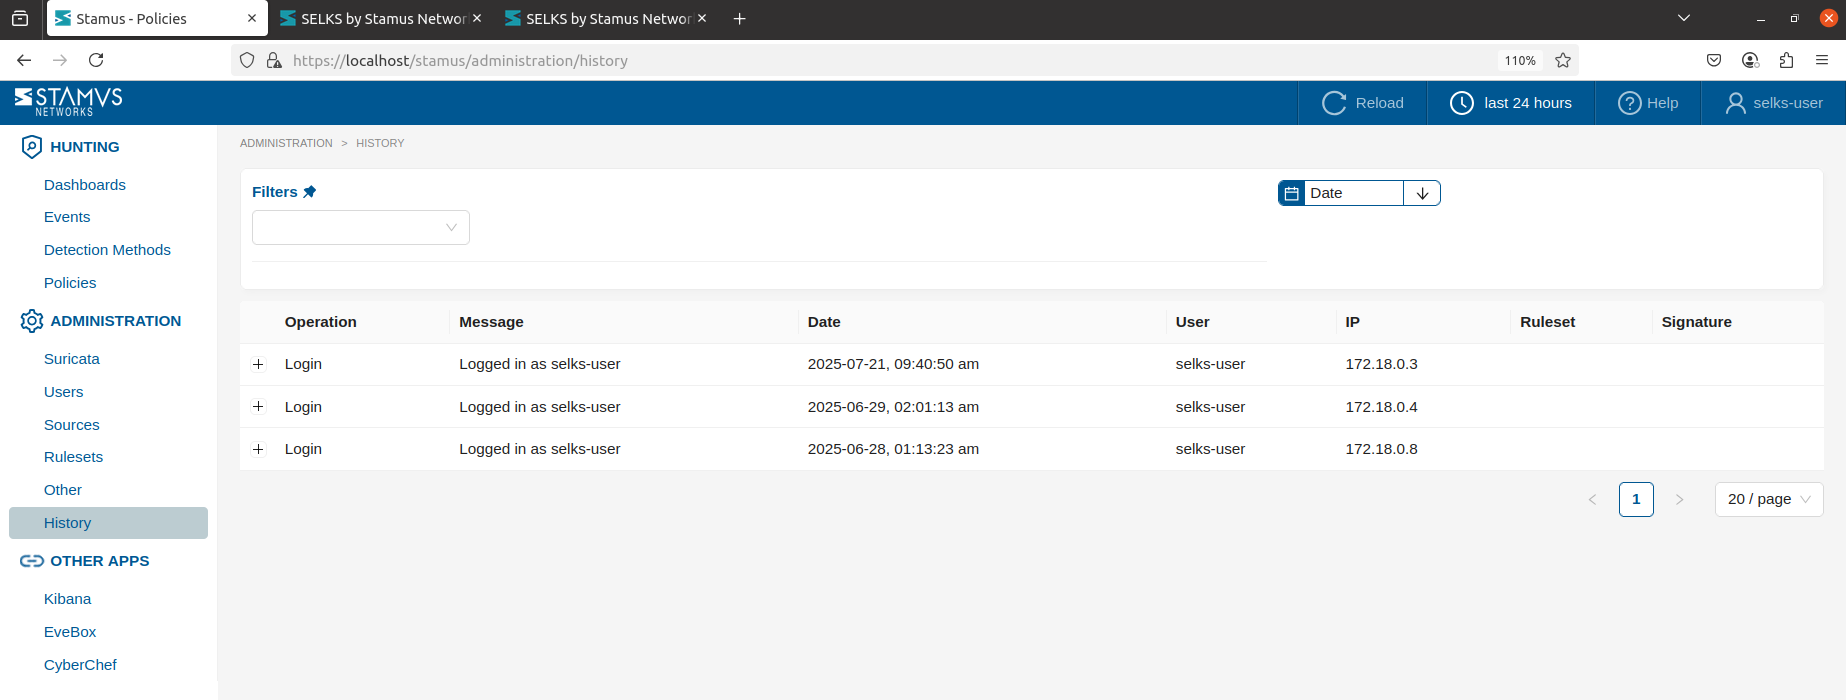 Stamus - Policies
SELKS by Stamus Networ
SELKS by Stamus Networ
https://localhost/stamus/administration/history
110%
STAMVS
NETWORKS
Reload
last 24 hours
Help
selks-user
HUNTING
Dashboards
Events
Detection Methods
Policies
ADMINISTRATION
Suricata
Users
Sources
Rulesets
Other
History
OTHER APPS
Kibana
EveBox
CyberChef
ADMINISTRATION > HISTORY
Filters
Date
Operation Message Date User IP Ruleset Signature
Login Logged in as selks-user 2025-07-21, 09:40:50 am selks-user 172.18.0.3
Login Logged in as selks-user 2025-06-29, 02:01:13 am selks-user 172.18.0.4
Login Logged in as selks-user 2025-06-28, 01:13:23 am selks-user 172.18.0.8
1
20 / page